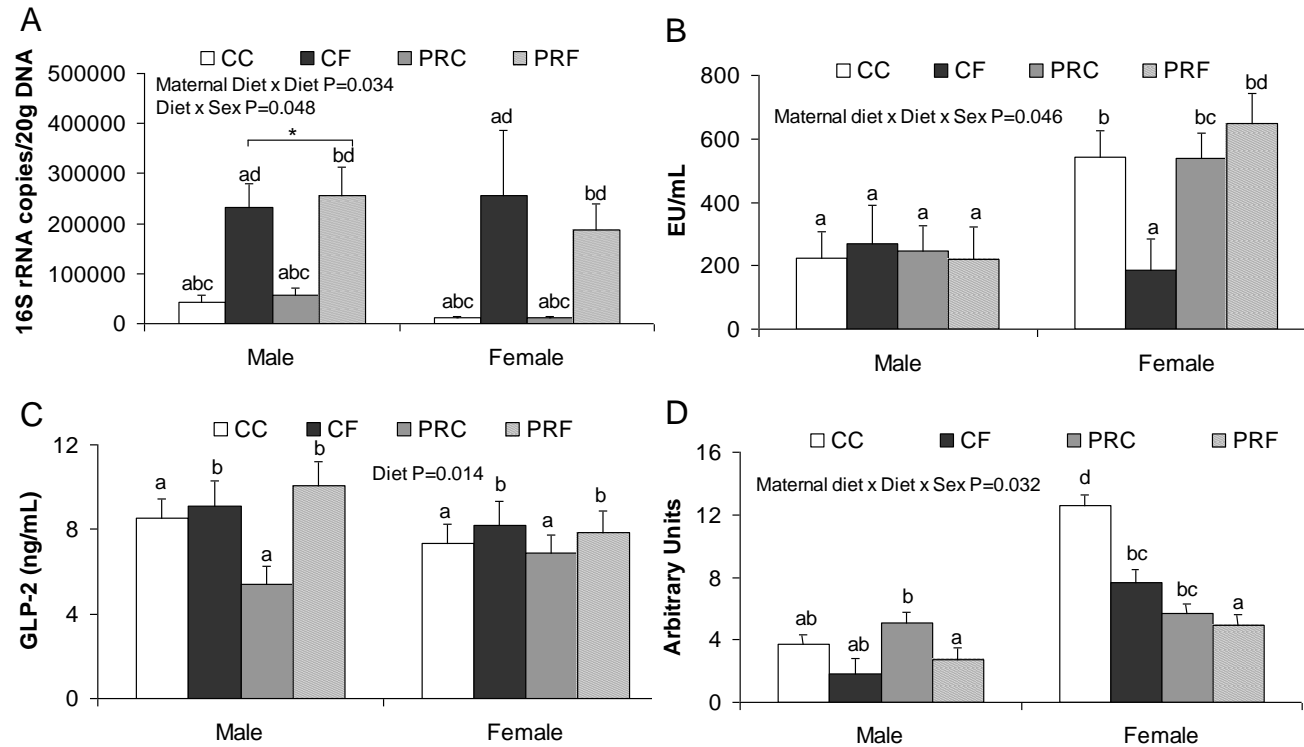 A
CC CF PRC PRF
16S rRNA copies/20g DNA
500000
400000
300000
200000
100000
0
Maternal Diet x Diet P=0.034
Diet x Sex P=0.048
*
abc ad abc bd
abc ad abc bd
Male Female
B
CC CF PRC PRF
EU/mL
800
600
400
200
0
Maternal diet x Diet x Sex P=0.046
a a a a
b a bc bd
Male Female
C
CC CF PRC PRF
GLP-2 (ng/mL)
12
8
4
0
Diet P=0.014
a b a b
a b a b
Male Female
D
CC CF PRC PRF
Arbitrary Units
16
12
8
4
0
Maternal diet x Diet x Sex P=0.032
ab ab b a
d bc bc a
Male Female